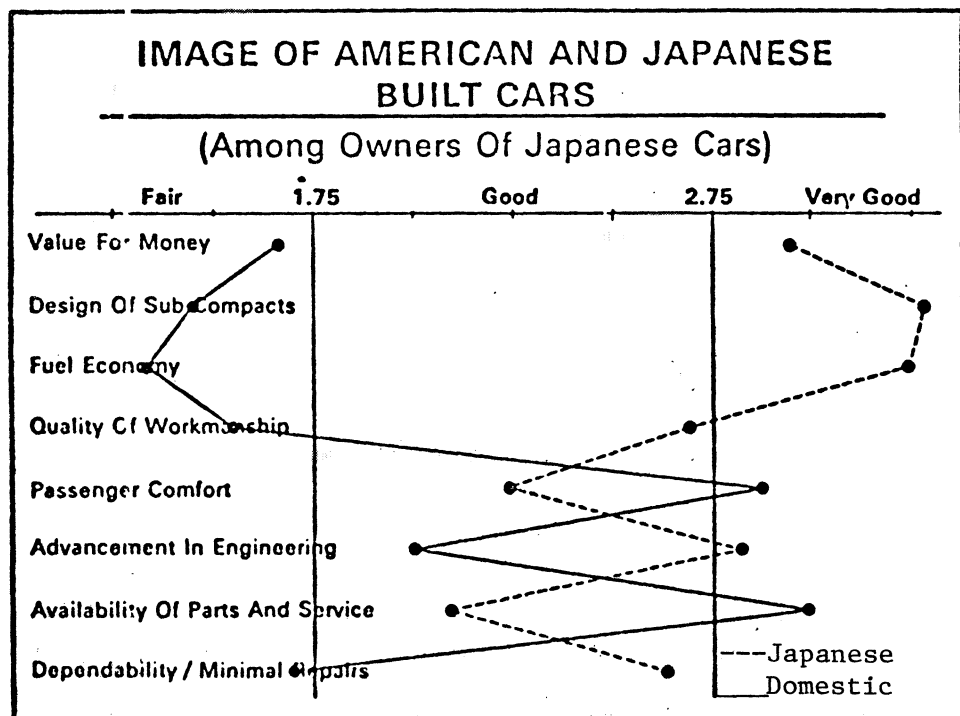 IMAGE OF AMERICAN AND JAPANESE
BUILT CARS
(Among Owners Of Japanese Cars)
Fair 1.75 Good 2.75 Very Good
Value For Money
Design Of Sub Compacts
Fuel Economy
Quality Of Workmanship
Passenger Comfort
Advancement In Engineering
Availability Of Parts And Service
Dependability / Minimal Repairs
Japanese
Domestic